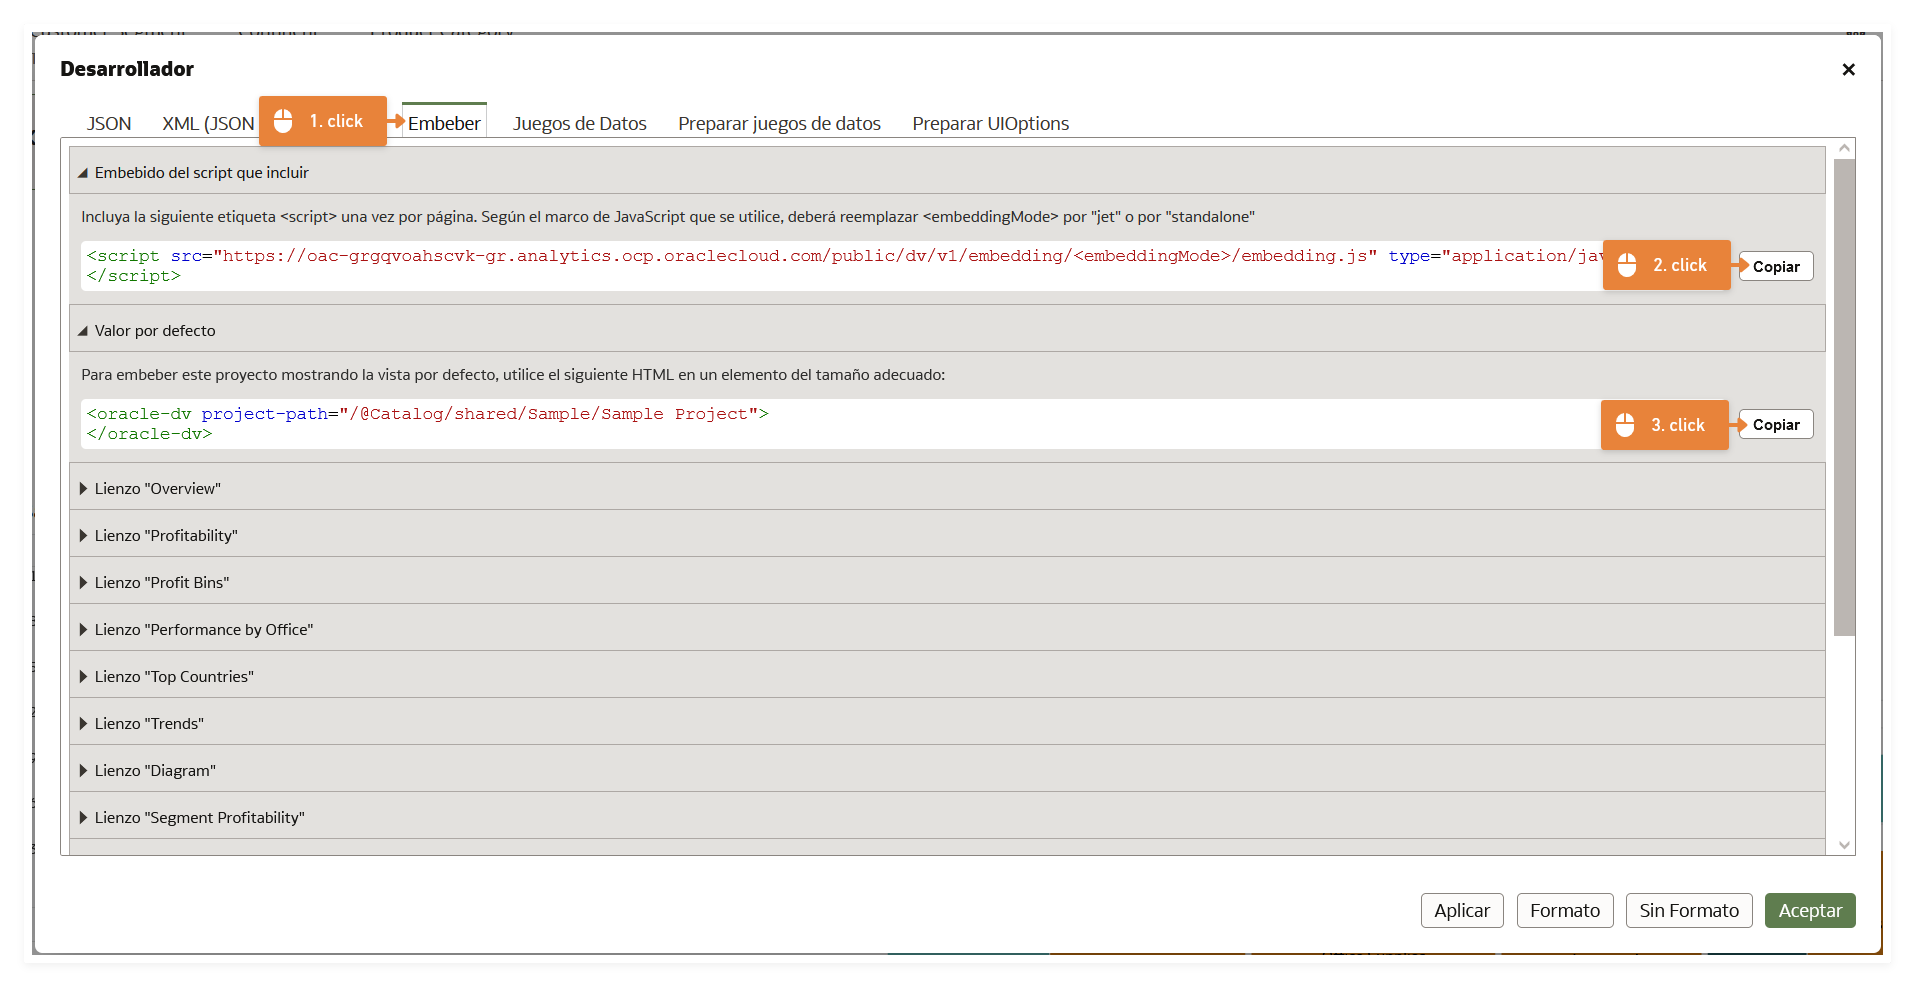 Desarrollador
JSON XML (JSON 1. click Embeber Juegos de Datos Preparar juegos de datos Preparar UIOptions
Embebido del script que incluir
Incluya la siguiente etiqueta <script> una vez por página. Según el marco de JavaScript que se utilice, deberá reemplazar <embeddingMode> por "jet" o por "standalone"
<script src="https://oac-grgqvoahscvk-gr.analytics.ocp.oraclecloud.com/public/dv/v1/embedding/<embeddingMode>/embedding.js" type="application/jav
</script>
2. click Copiar
Valor por defecto
Para embeber este proyecto mostrando la vista por defecto, utilice el siguiente HTML en un elemento del tamaño adecuado:
<oracle-dv project-path="/@Catalog/shared/Sample/Sample Project">
</oracle-dv>
3. click Copiar
Lienzo "Overview"
Lienzo "Profitability"
Lienzo "Profit Bins"
Lienzo "Performance by Office"
Lienzo "Top Countries"
Lienzo "Trends"
Lienzo "Diagram"
Lienzo "Segment Profitability"
Aplicar Formato Sin Formato Aceptar